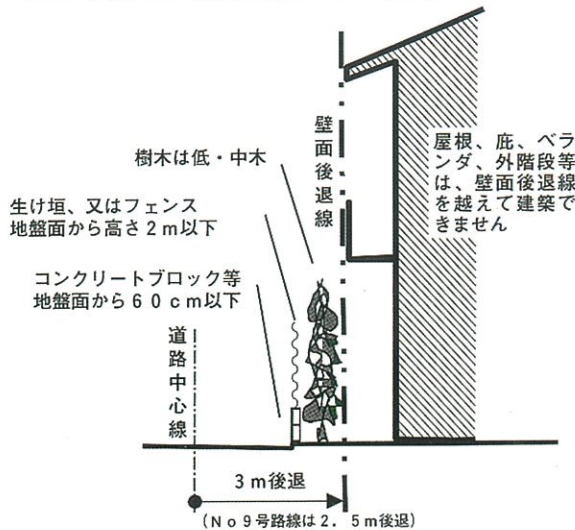 壁面後退線
屋根、庇、ベラ
ンダ、外階段等
は、壁面後退線
を越えて建築で
きません
樹木は低・中木
生け垣、又はフェンス
地盤面から高さ2m以下
コンクリートブロック等
地盤面から60cm以下
道路中心線
3m後退
(No9号路線は2.5m後退)